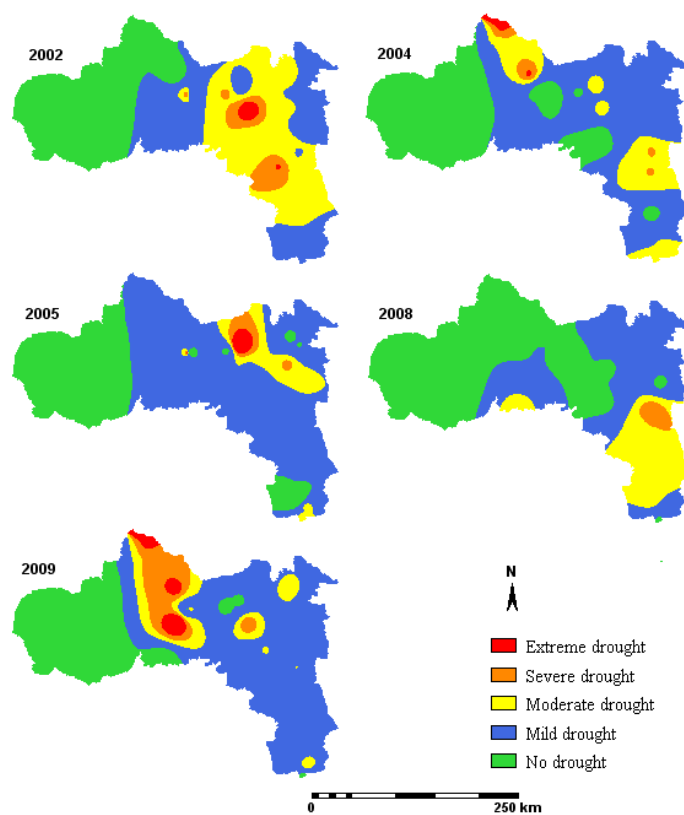 2002
2004
2005
2008
2009
N
Extreme drought
Severe drought
Moderate drought
Mild drought
No drought
0 250 km